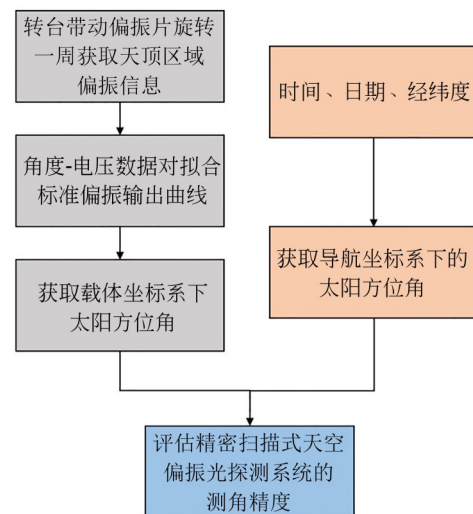 转台带动偏振片旋转
一周获取天顶区域
偏振信息
角度-电压数据对拟合
标准偏振输出曲线
获取载体坐标系下
太阳方位角
时间、日期、经纬度
获取导航坐标系下的
太阳方位角
评估精密扫描式天空
偏振光探测系统的
测角精度